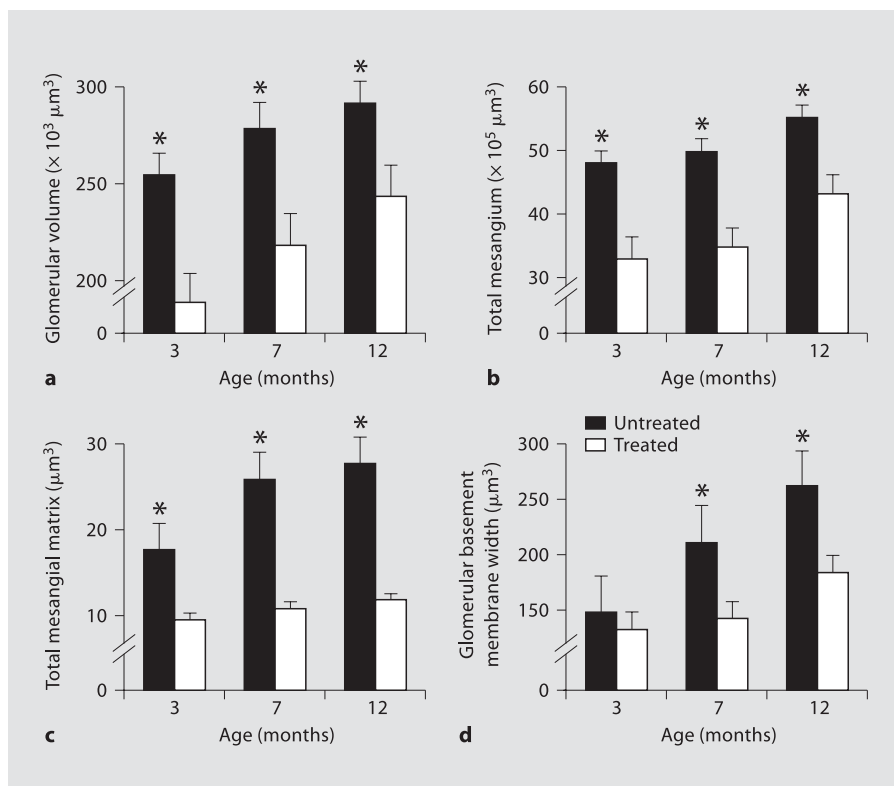 Glomerular volume (× 10³ μm³)
300
250
200
0
*
*
*
3
7
12
Age (months)
a
Total mesangium (× 10⁵ μm³)
60
50
40
30
0
*
*
*
3
7
12
Age (months)
b
Total mesangial matrix (μm³)
30
20
10
0
*
*
*
3
7
12
Age (months)
c
Untreated
Treated
Glomerular basement
membrane width (μm³)
300
250
200
150
0
*
*
3
7
12
Age (months)
d